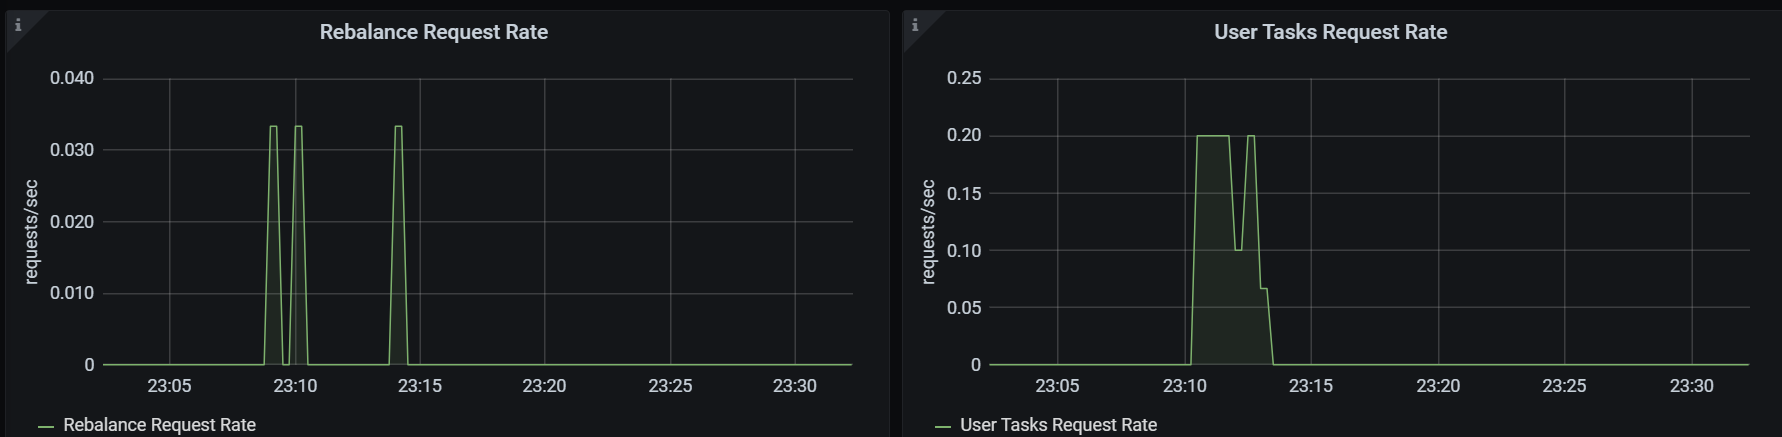 i
Rebalance Request Rate
0.040
0.030
0.020
0.010
0
requests/sec
23:05 23:10 23:15 23:20 23:25 23:30
Rebalance Request Rate
i
User Tasks Request Rate
0.25
0.20
0.15
0.10
0.05
0
requests/sec
23:05 23:10 23:15 23:20 23:25 23:30
User Tasks Request Rate